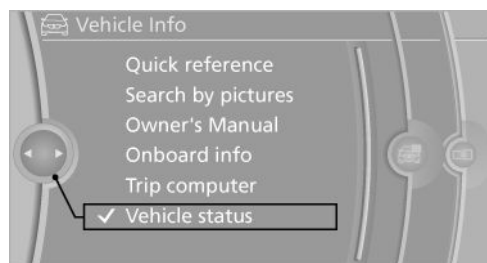 Vehicle Info
Quick reference
Search by pictures
Owner's Manual
Onboard info
Trip computer
Vehicle status